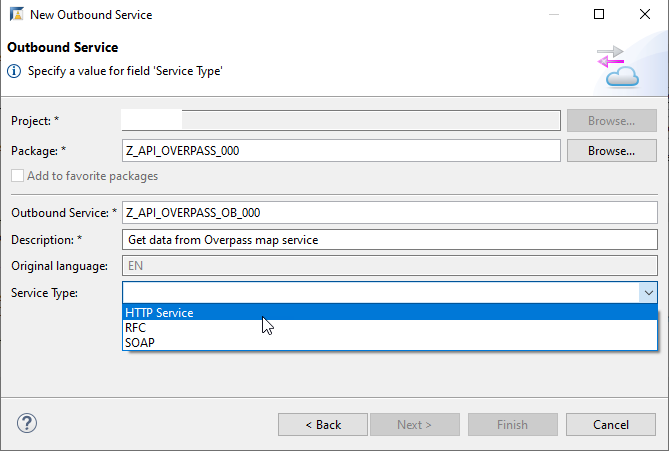 New Outbound Service
Outbound Service
Specify a value for field 'Service Type'
Project: * Browse...
Package: * Z_API_OVERPASS_000 Browse...
Add to favorite packages
Outbound Service: * Z_API_OVERPASS_OB_000
Description: * Get data from Overpass map service
Original language: EN
Service Type:
HTTP Service
RFC
SOAP
? < Back Next > Finish Cancel